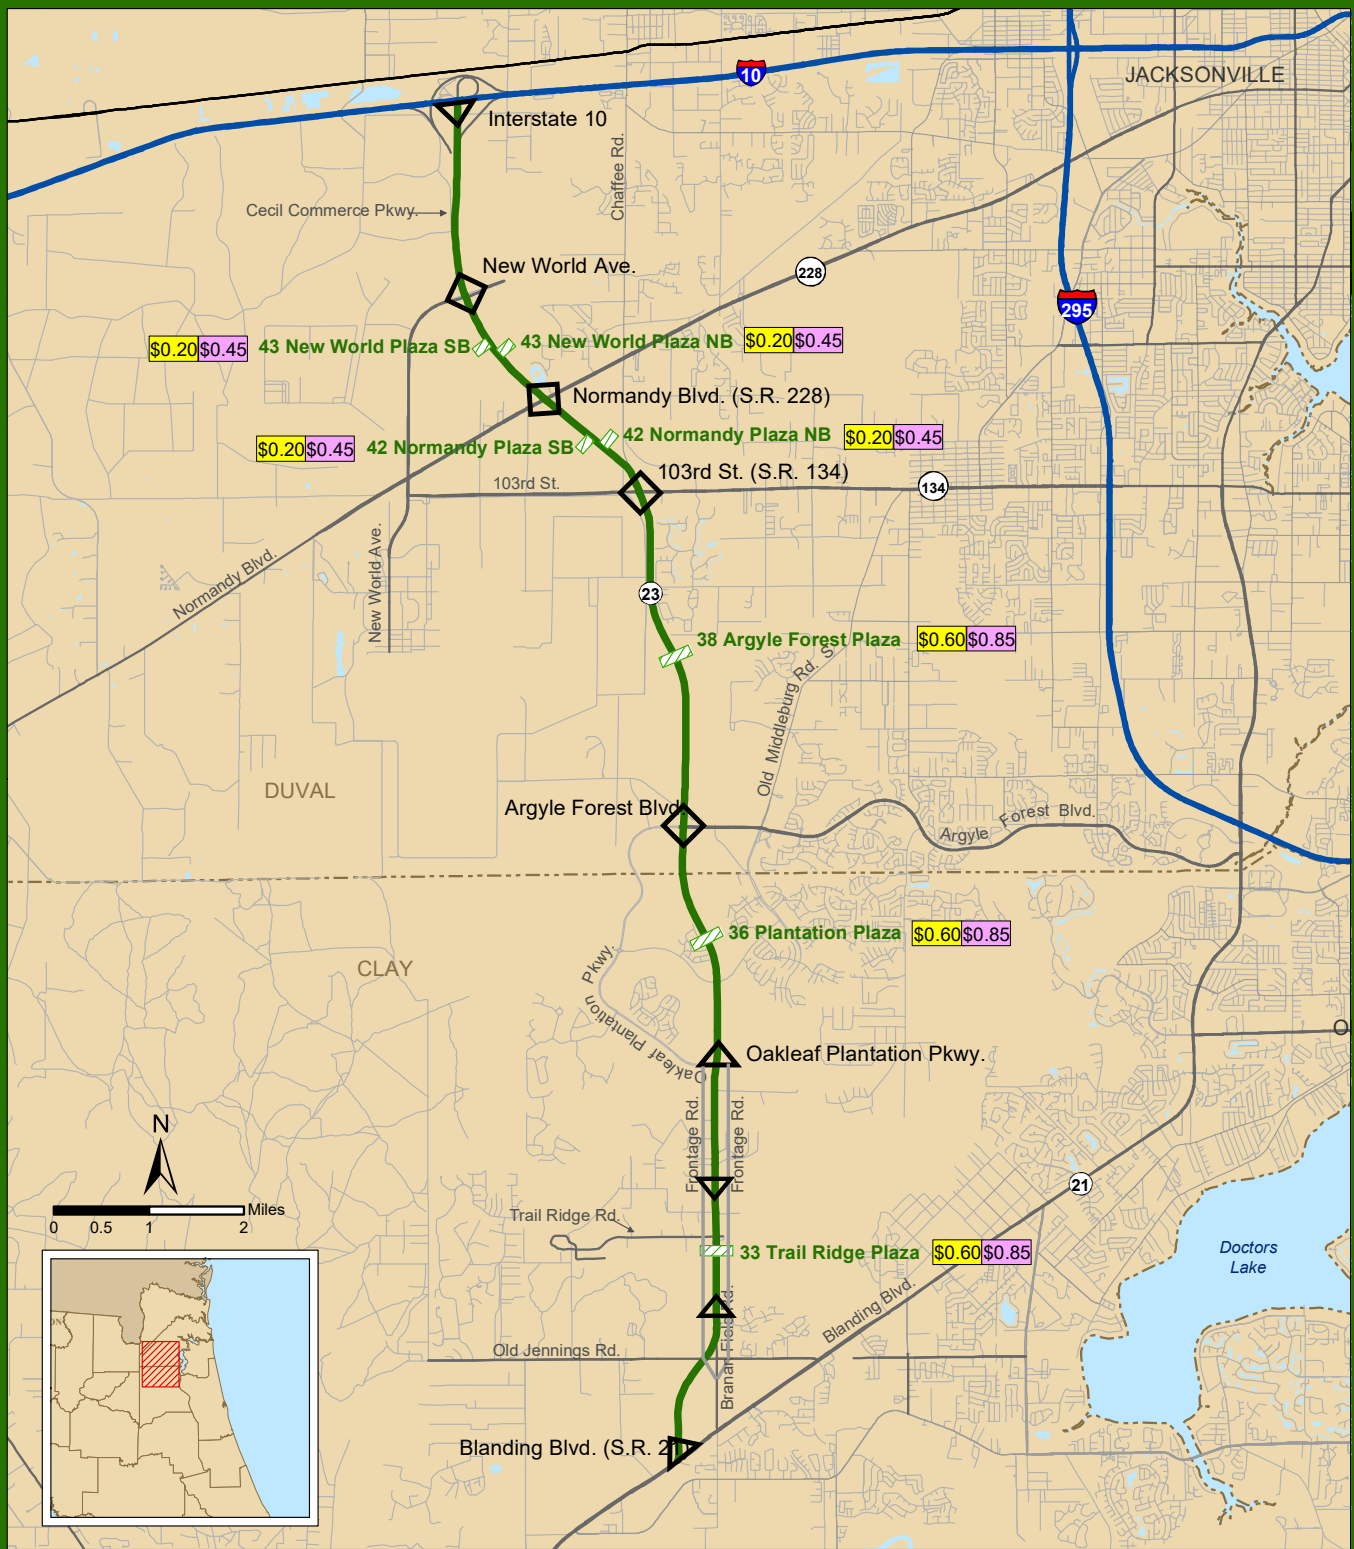 JACKSONVILLE
10
Interstate 10
Chaffee Rd.
Cecil Commerce Pkwy.
New World Ave.
228
295
$0.20 $0.45 43 New World Plaza SB
43 New World Plaza NB $0.20 $0.45
Normandy Blvd. (S.R. 228)
$0.20 $0.45 42 Normandy Plaza SB
42 Normandy Plaza NB $0.20 $0.45
103rd St. (S.R. 134)
103rd St.
134
New World Ave.
Normandy Blvd.
23
38 Argyle Forest Plaza $0.60 $0.85
Old Middleburg Rd. S
DUVAL
Argyle Forest Blvd.
Argyle Forest Blvd.
36 Plantation Plaza $0.60 $0.85
CLAY
Oakleaf Plantation Pkwy.
O
Oakleaf Plantation Pkwy.
Frontage Rd.
Frontage Rd.
N
21
0 0.5 1 2 Miles
Trail Ridge Rd.
33 Trail Ridge Plaza $0.60 $0.85
Doctors
Lake
Blanding Blvd.
Branan Field Rd.
Old Jennings Rd.
Blanding Blvd. (S.R. 21)